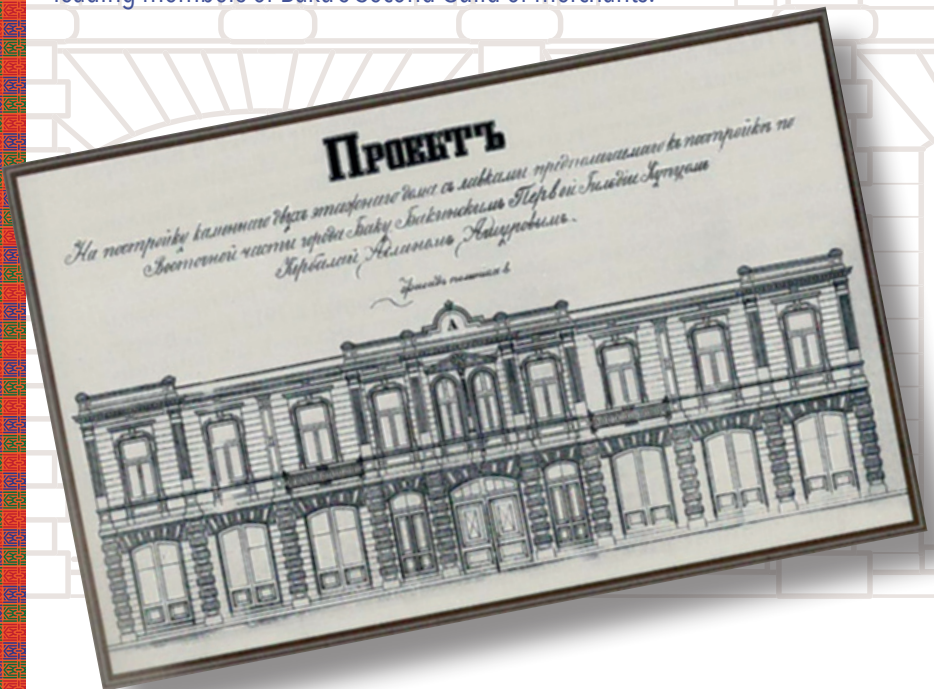 leading members of Baku's Second Guild of Merchants.
Проектъ
На постройку каменнаго двухъ этажнаго дома съ лавками предполагаемаго къ постройкѣ по
Восточной части города Баку Бакинскимъ Первой Гильдіи Купцомъ
Кербалай Асланомъ Ашуровымъ.
А